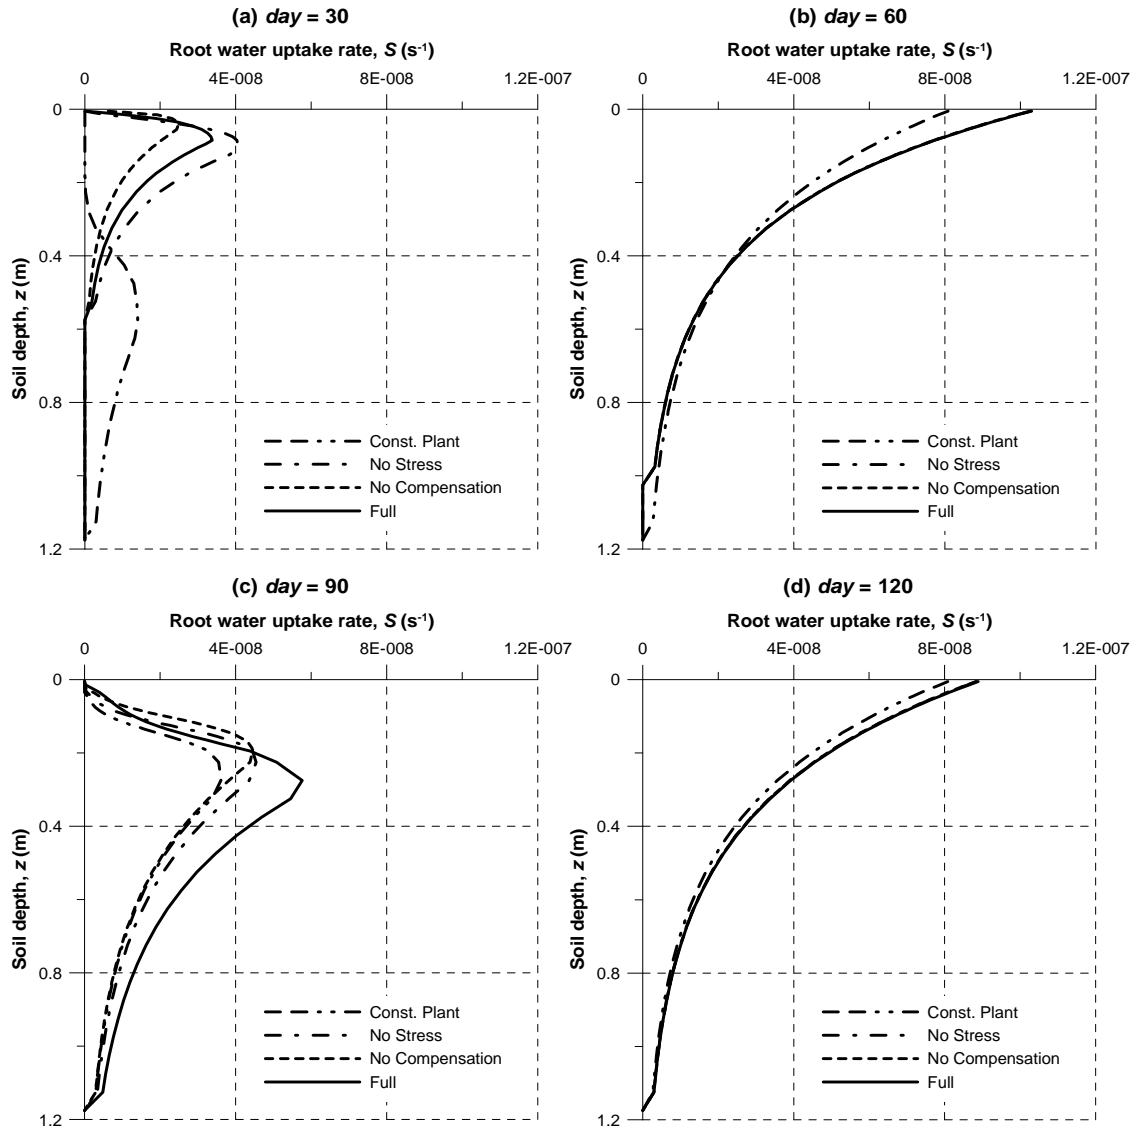 (a) day = 30
Root water uptake rate, S (s-1)
0 4E-008 8E-008 1.2E-007
0
0.4
0.8
1.2
Soil depth, z (m)
Const. Plant
No Stress
No Compensation
Full
(b) day = 60
Root water uptake rate, S (s-1)
0 4E-008 8E-008 1.2E-007
0
0.4
0.8
1.2
Soil depth, z (m)
Const. Plant
No Stress
No Compensation
Full
(c) day = 90
Root water uptake rate, S (s-1)
0 4E-008 8E-008 1.2E-007
0
0.4
0.8
1.2
Soil depth, z (m)
Const. Plant
No Stress
No Compensation
Full
(d) day = 120
Root water uptake rate, S (s-1)
0 4E-008 8E-008 1.2E-007
0
0.4
0.8
1.2
Soil depth, z (m)
Const. Plant
No Stress
No Compensation
Full